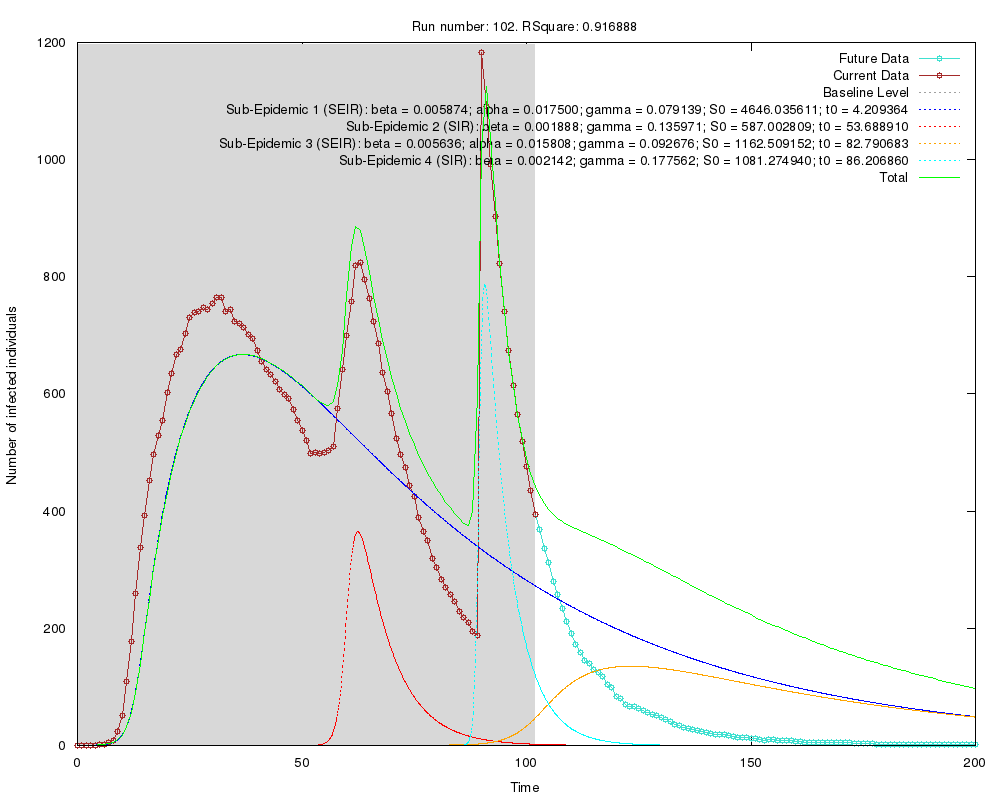 Run number: 102. RSquare: 0.916888
1200
1000
800
600
400
200
0
Number of infected individuals
Future Data
Current Data
Baseline Level
Sub-Epidemic 1 (SEIR): beta = 0.005874; alpha = 0.017500; gamma = 0.079139; S0 = 4646.035611; t0 = 4.209364
Sub-Epidemic 2 (SIR): beta = 0.001888; gamma = 0.135971; S0 = 587.002809; t0 = 53.688910
Sub-Epidemic 3 (SEIR): beta = 0.005636; alpha = 0.015808; gamma = 0.092676; S0 = 1162.509152; t0 = 82.790683
Sub-Epidemic 4 (SIR): beta = 0.002142; gamma = 0.177562; S0 = 1081.274940; t0 = 86.206860
Total
0 50 100 150 200
Time